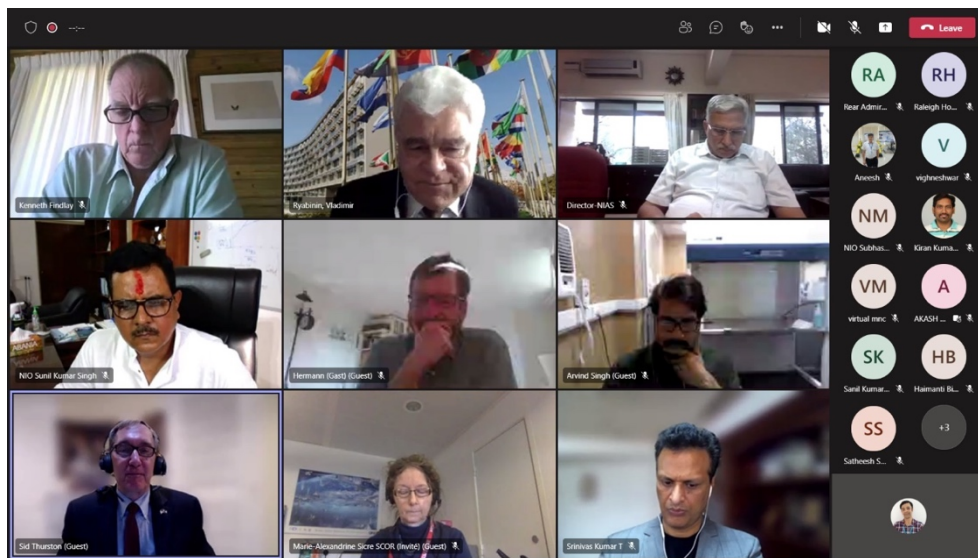 --:--
Leave
Kenneth Findlay
Ryabinin, Vladimir
Director-NIAS
NIO Sunil Kumar Singh
Hermann (Gast) (Guest)
Arvind Singh (Guest)
Sid Thurston (Guest)
Marie-Alexandrine Sicre SCOR (Invité) (Guest)
Srinivas Kumar T
RA
RH
Rear Admir...
Raleigh Ho...
V
Aneesh
vighneshwar
NM
NIO Subhas...
Kiran Kuma...
VM
A
virtual mnc
AKASH ...
SK
HB
Sanil Kumar...
Haimanti Bi...
SS
+3
Satheesh S...